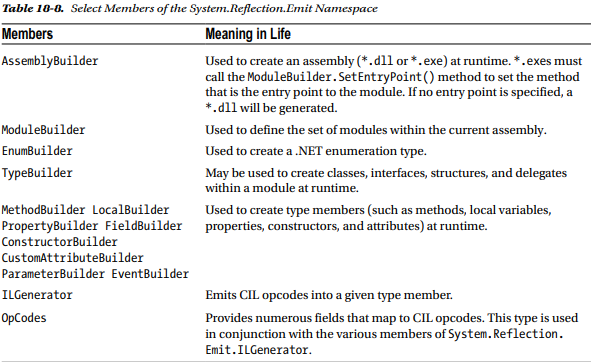 Table 18-8. Select Members of the System.Reflection.Emit Namespace
Members Meaning in Life
AssemblyBuilder Used to create an assembly (*.dll or *.exe) at runtime. *.exes must
call the ModuleBuilder.SetEntryPoint() method to set the method
that is the entry point to the module. If no entry point is specified, a
*.dll will be generated.
ModuleBuilder Used to define the set of modules within the current assembly.
EnumBuilder Used to create a .NET enumeration type.
TypeBuilder May be used to create classes, interfaces, structures, and delegates
within a module at runtime.
MethodBuilder LocalBuilder Used to create type members (such as methods, local variables,
PropertyBuilder FieldBuilder properties, constructors, and attributes) at runtime.
ConstructorBuilder
CustomAttributeBuilder
ParameterBuilder EventBuilder
ILGenerator Emits CIL opcodes into a given type member.
OpCodes Provides numerous fields that map to CIL opcodes. This type is used
in conjunction with the various members of System.Reflection.
Emit.ILGenerator.